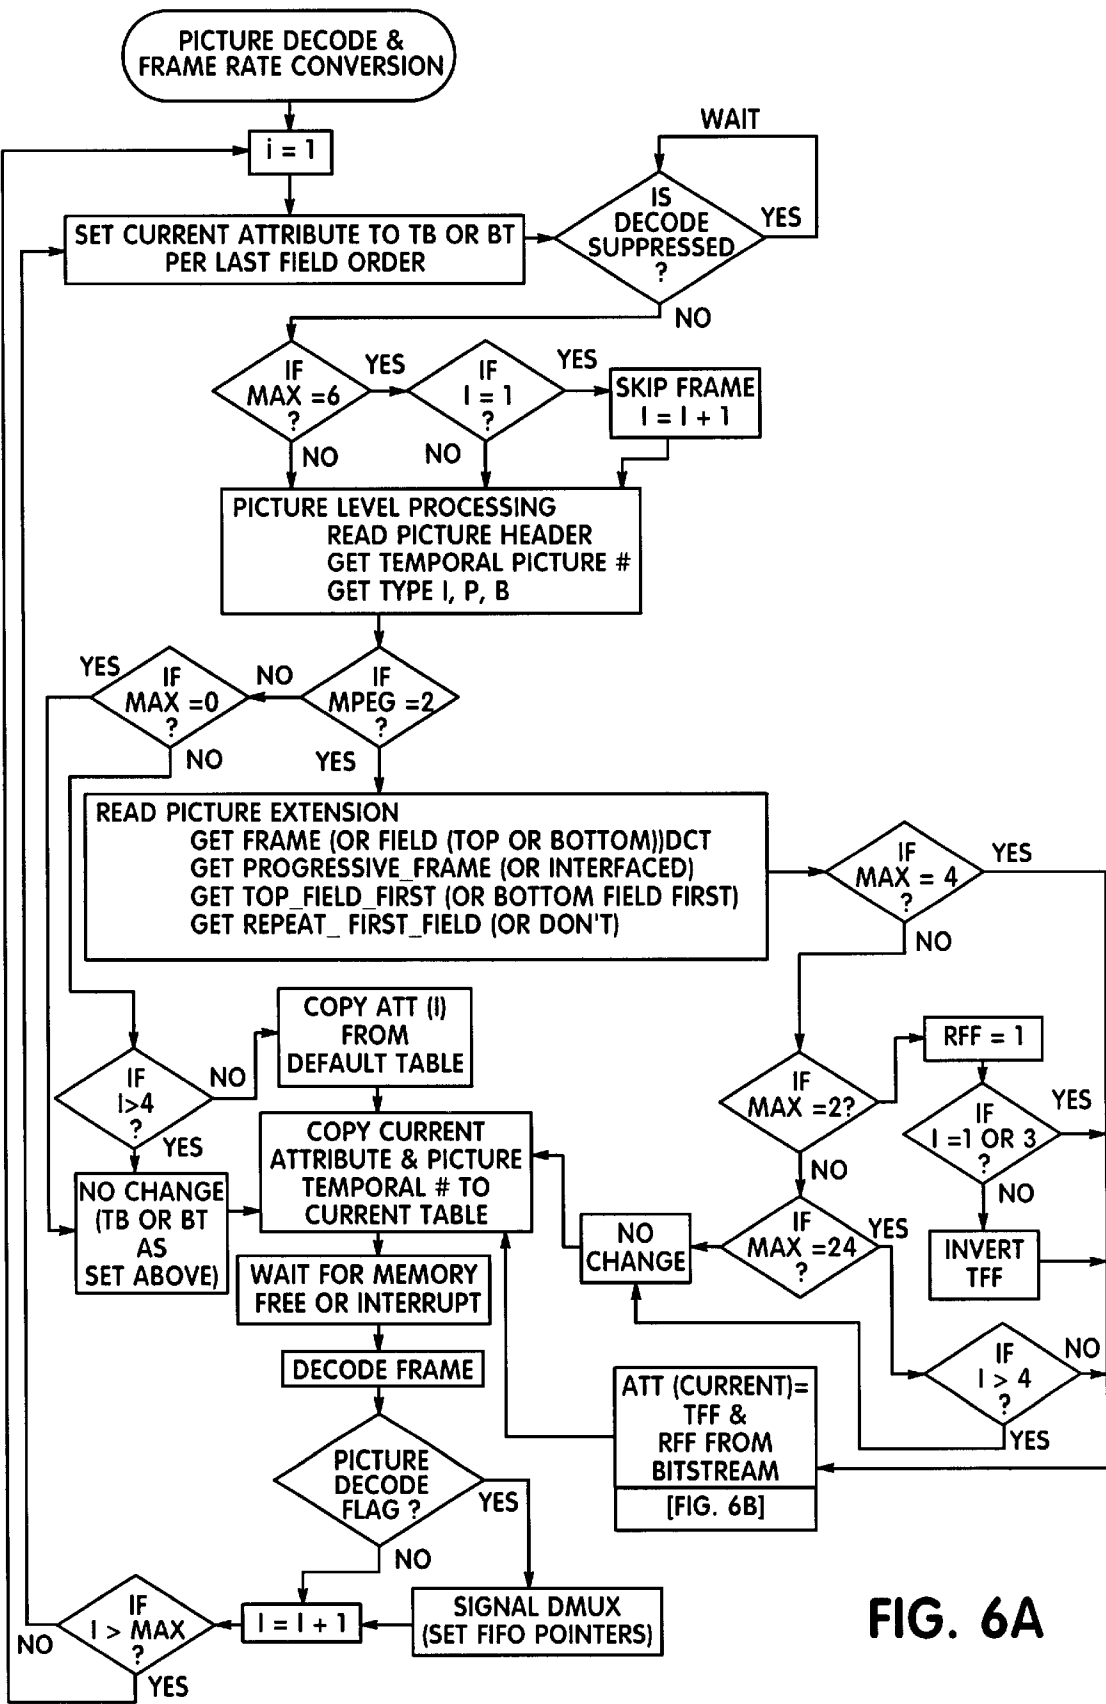 PICTURE DECODE &
FRAME RATE CONVERSION
i = 1
WAIT
SET CURRENT ATTRIBUTE TO TB OR BT
PER LAST FIELD ORDER
IS
DECODE
SUPPRESSED
?
YES
NO
IF
MAX =6
?
YES
NO
IF
I = 1
?
YES
NO
SKIP FRAME
I = I + 1
PICTURE LEVEL PROCESSING
READ PICTURE HEADER
GET TEMPORAL PICTURE #
GET TYPE I, P, B
IF
MPEG =2
?
NO
YES
IF
MAX =0
?
YES
NO
READ PICTURE EXTENSION
GET FRAME (OR FIELD (TOP OR BOTTOM))DCT
GET PROGRESSIVE_FRAME (OR INTERFACED)
GET TOP_FIELD_FIRST (OR BOTTOM FIELD FIRST)
GET REPEAT_ FIRST_FIELD (OR DON'T)
IF
MAX = 4
?
YES
NO
COPY ATT (I)
FROM
DEFAULT TABLE
IF
i>4
?
NO
YES
IF
MAX =2?
NO
RFF = 1
IF
I =1 OR 3
?
YES
NO
INVERT
TFF
COPY CURRENT
ATTRIBUTE & PICTURE
TEMPORAL # TO
CURRENT TABLE
NO CHANGE
(TB OR BT
AS
SET ABOVE)
NO
CHANGE
IF
MAX =24
?
YES
WAIT FOR MEMORY
FREE OR INTERRUPT
DECODE FRAME
IF
I > 4
?
NO
YES
ATT (CURRENT)=
TFF &
RFF FROM
BITSTREAM
[FIG. 6B]
PICTURE
DECODE
FLAG ?
YES
NO
SIGNAL DMUX
(SET FIFO POINTERS)
I = I + 1
IF
I > MAX
?
NO
YES
FIG. 6A